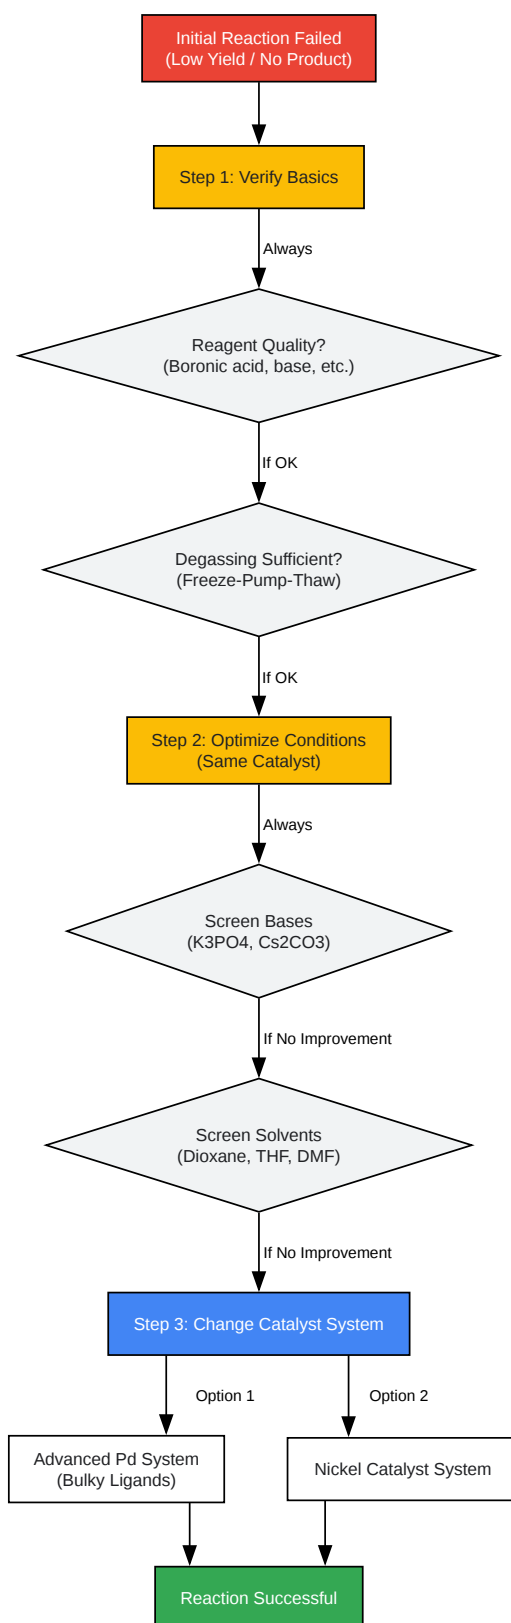 Initial Reaction Failed
(Low Yield / No Product)
Step 1: Verify Basics
Always
Reagent Quality?
(Boronic acid, base, etc.)
If OK
Degassing Sufficient?
(Freeze-Pump-Thaw)
If OK
Step 2: Optimize Conditions
(Same Catalyst)
Always
Screen Bases
(K3PO4, Cs2CO3)
If No Improvement
Screen Solvents
(Dioxane, THF, DMF)
If No Improvement
Step 3: Change Catalyst System
Option 1
Option 2
Advanced Pd System
(Bulky Ligands)
Nickel Catalyst System
Reaction Successful